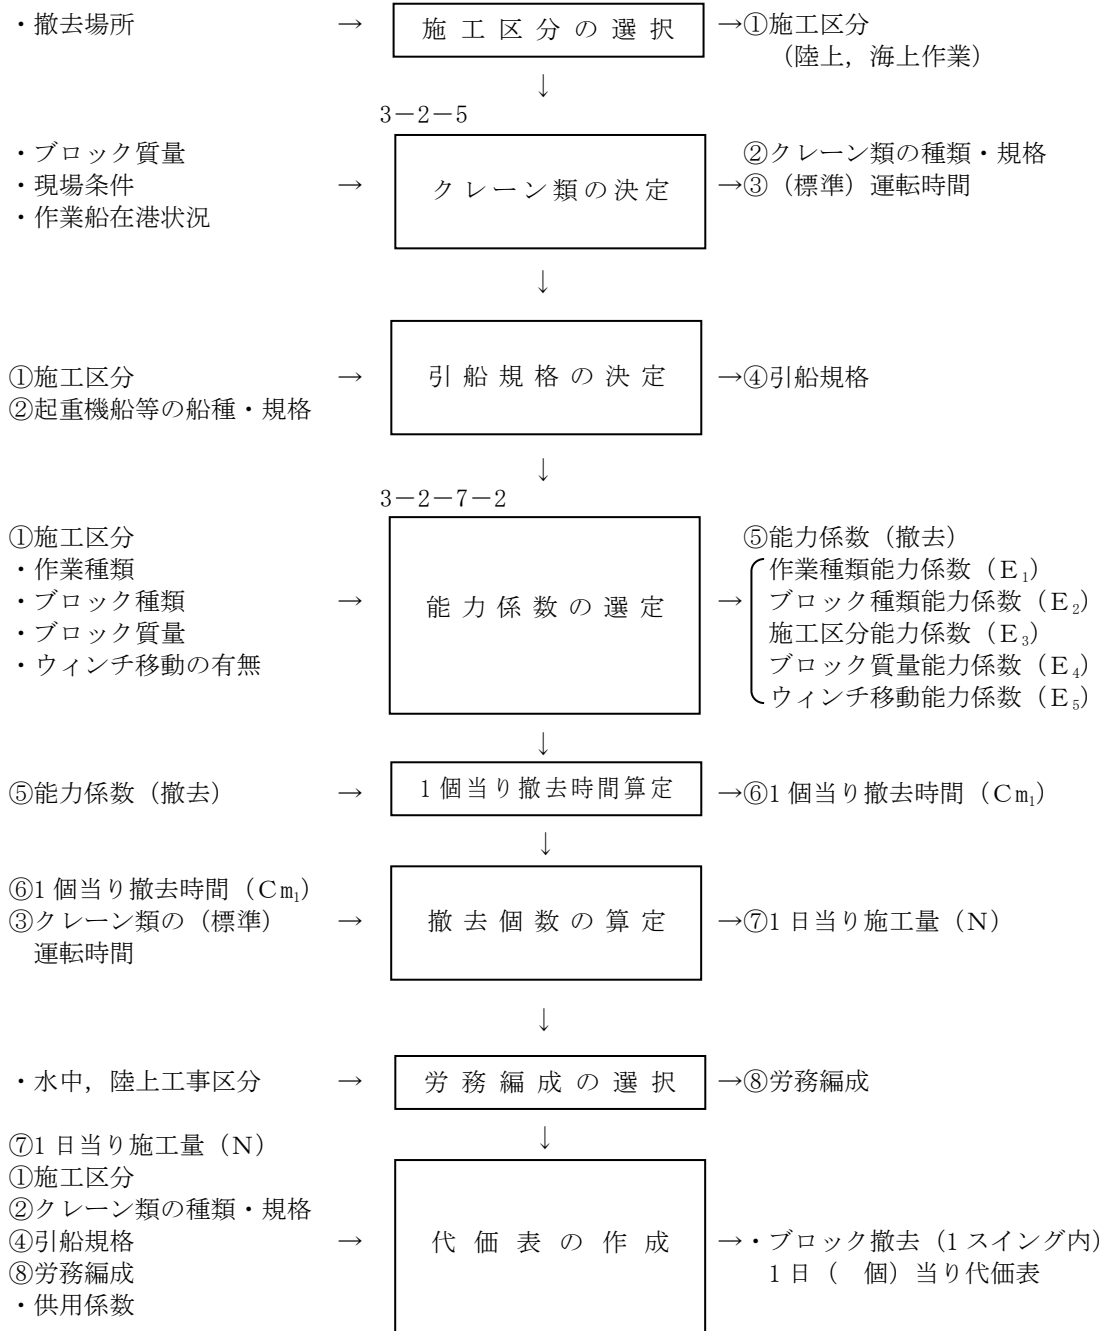 ・撤去場所 → 施工区分の選択 →①施工区分
（陸上，海上作業）
↓
3－2－5
・ブロック質量 ②クレーン類の種類・規格
・現場条件 → クレーン類の決定 →③（標準）運転時間
・作業船在港状況
↓
①施工区分 → 引船規格の決定 →④引船規格
②起重機船等の船種・規格
↓
3－2－7－2
①施工区分 ⑤能力係数（撤去）
・作業種類 作業種類能力係数（E₁）
・ブロック種類 → 能力係数の選定 → ブロック種類能力係数（E₂）
・ブロック質量 施工区分能力係数（E₃）
・ウィンチ移動の有無 ブロック質量能力係数（E₄）
ウィンチ移動能力係数（E₅）
↓
⑤能力係数（撤去） → 1個当り撤去時間算定 →⑥1個当り撤去時間（Cm₁）
↓
⑥1個当り撤去時間（Cm₁）
③クレーン類の（標準） → 撤去個数の算定 →⑦1日当り施工量（N）
運転時間
↓
・水中，陸上工事区分 → 労務編成の選択 →⑧労務編成
↓
⑦1日当り施工量（N）
①施工区分
②クレーン類の種類・規格
④引船規格 → 代価表の作成 →・ブロック撤去（1スイング内）
⑧労務編成 1日（　個）当り代価表
・供用係数